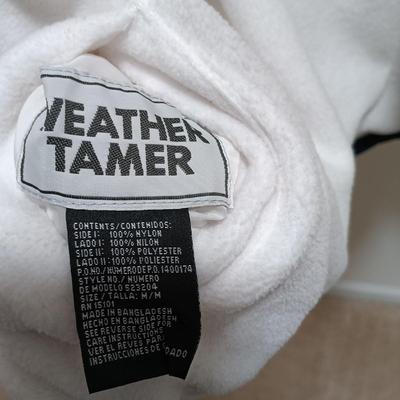 WEATHER
TAMER
CONTENTS/CONTENIDOS:
SIDE I: 100% NYLON
LADO I: 100% NILON
SIDE II: 100% POLYESTER
LADO II: 100% POLIESTER
P.O.NO./NUMERODE P.O. 1400174
STYLE NO./NUMERO
DE MODELO 523204
SIZE / TALLA: M/M
RN 15101
MADE IN BANGLADESH
HECHO EN BANGLADESH
SEE REVERSE SIDE FOR
CARE INSTRUCTIONS
VER EL REVES PARA
INSTRUCCIONES DE CUIDADO